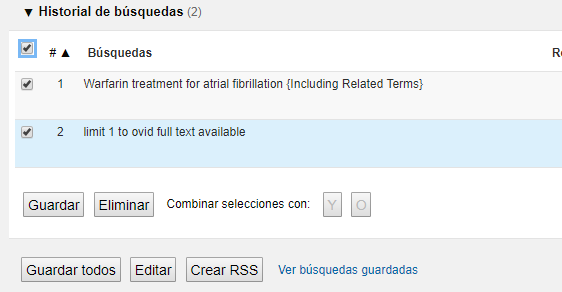 ▼ Historial de búsquedas (2)
# ▲ Búsquedas
1 Warfarin treatment for atrial fibrillation {Including Related Terms}
2 limit 1 to ovid full text available
Guardar Eliminar Combinar selecciones con: Y O
Guardar todos Editar Crear RSS Ver búsquedas guardadas